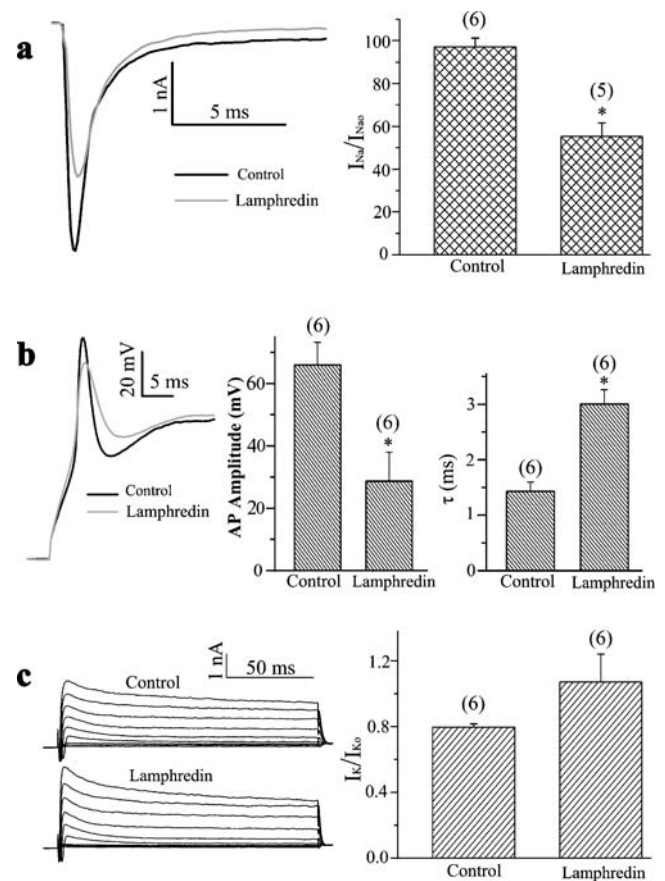 a
1 nA
5 ms
Control
Lamphredin
I_Na/I_Nao
100
80
60
40
20
0
(6)
(5)
*
Control
Lamphredin
b
20 mV
5 ms
Control
Lamphredin
AP Amplitude (mV)
60
40
20
0
(6)
(6)
*
Control
Lamphredin
τ (ms)
3
2
1
0
(6)
(6)
*
Control
Lamphredin
c
1 nA
50 ms
Control
Lamphredin
I_K/I_Ko
1.2
0.8
0.4
0.0
(6)
(6)
Control
Lamphredin